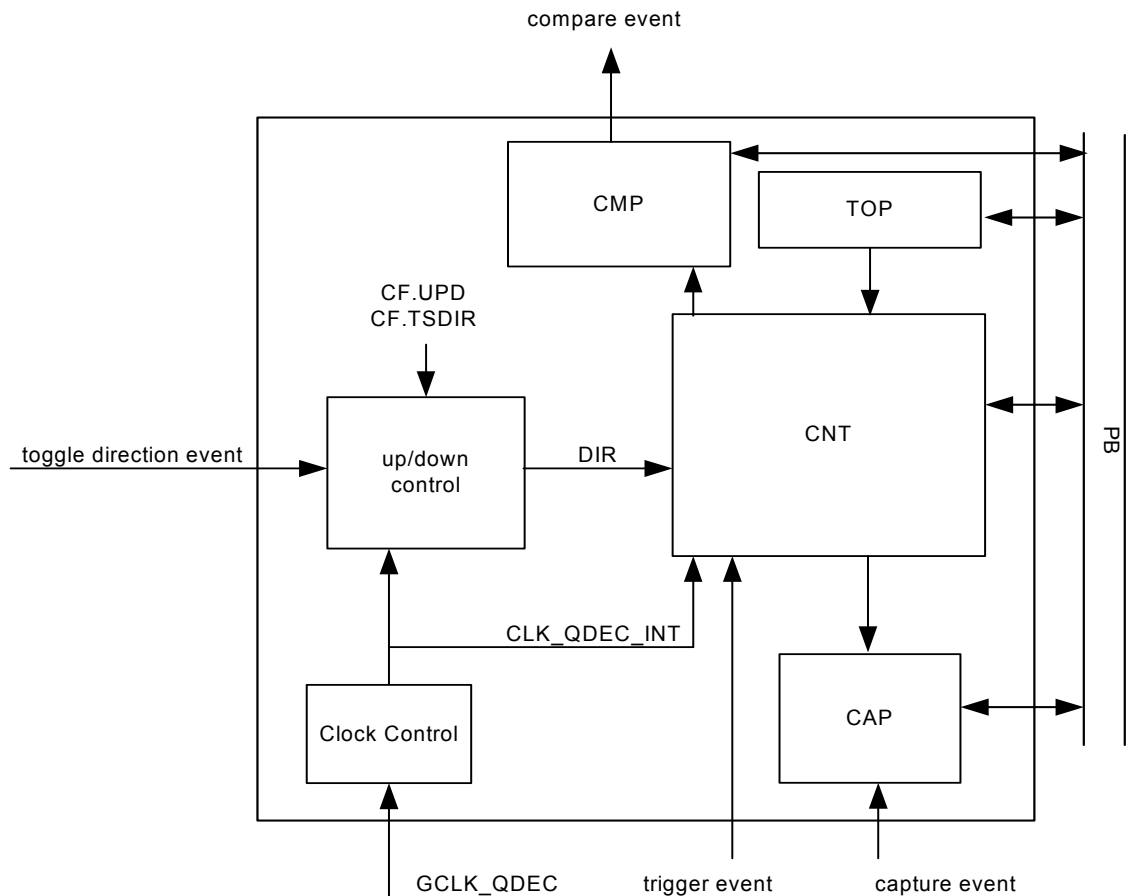 compare event
CMP
TOP
CF.UPD
CF.TSDIR
CNT
PB
toggle direction event
up/down
control
DIR
CLK_QDEC_INT
Clock Control
CAP
GCLK_QDEC
trigger event
capture event